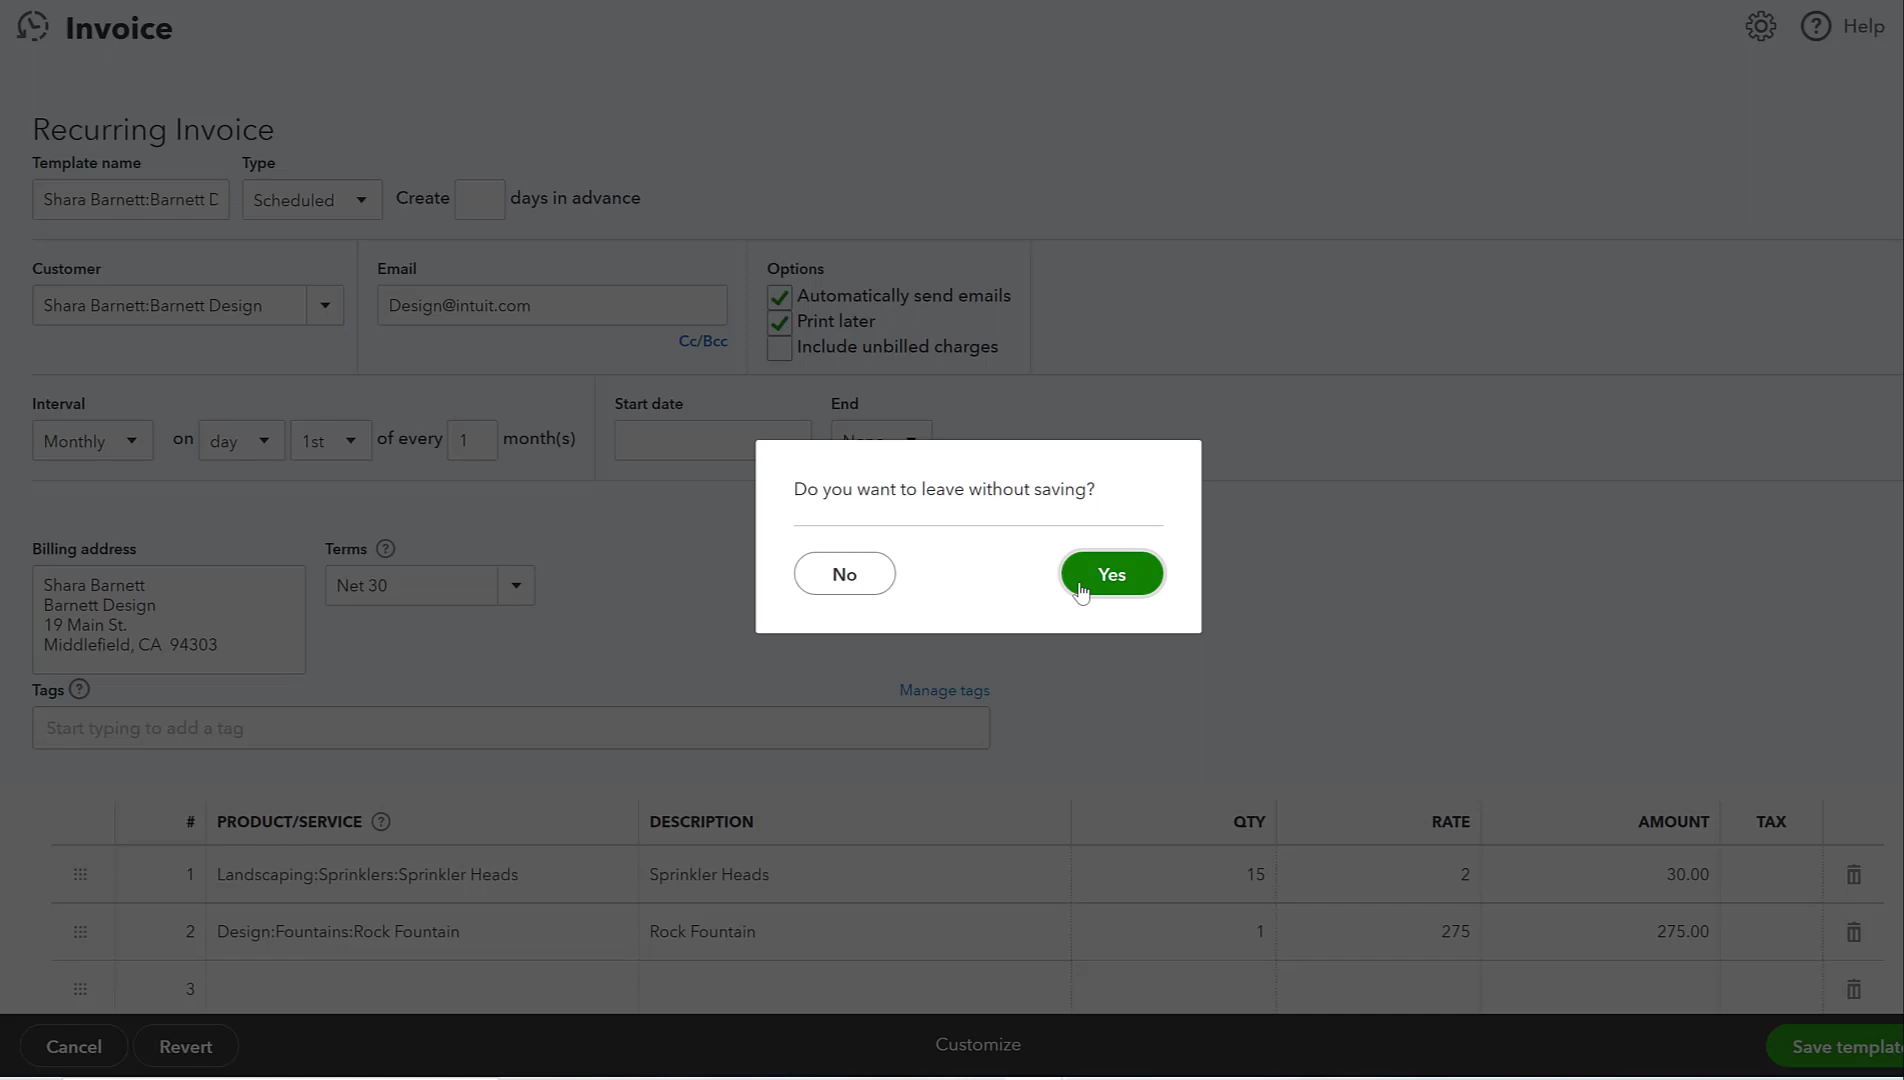 Invoice
Help
Recurring Invoice
Template name
Type
Shara Barnett:Barnett D
Scheduled
Create
days in advance
Customer
Email
Options
Shara Barnett:Barnett Design
Design@intuit.com
Automatically send emails
Print later
Include unbilled charges
Cc/Bcc
Interval
Start date
End
Monthly
on
day
1st
of every
1
month(s)
None
Do you want to leave without saving?
No
Yes
Billing address
Terms
Shara Barnett
Barnett Design
19 Main St.
Middlefield, CA 94303
Net 30
Tags
Manage tags
Start typing to add a tag
# PRODUCT/SERVICE DESCRIPTION QTY RATE AMOUNT TAX
1 Landscaping:Sprinklers:Sprinkler Heads Sprinkler Heads 15 2 30.00
2 Design:Fountains:Rock Fountain Rock Fountain 1 275 275.00
3
Cancel
Revert
Customize
Save templat